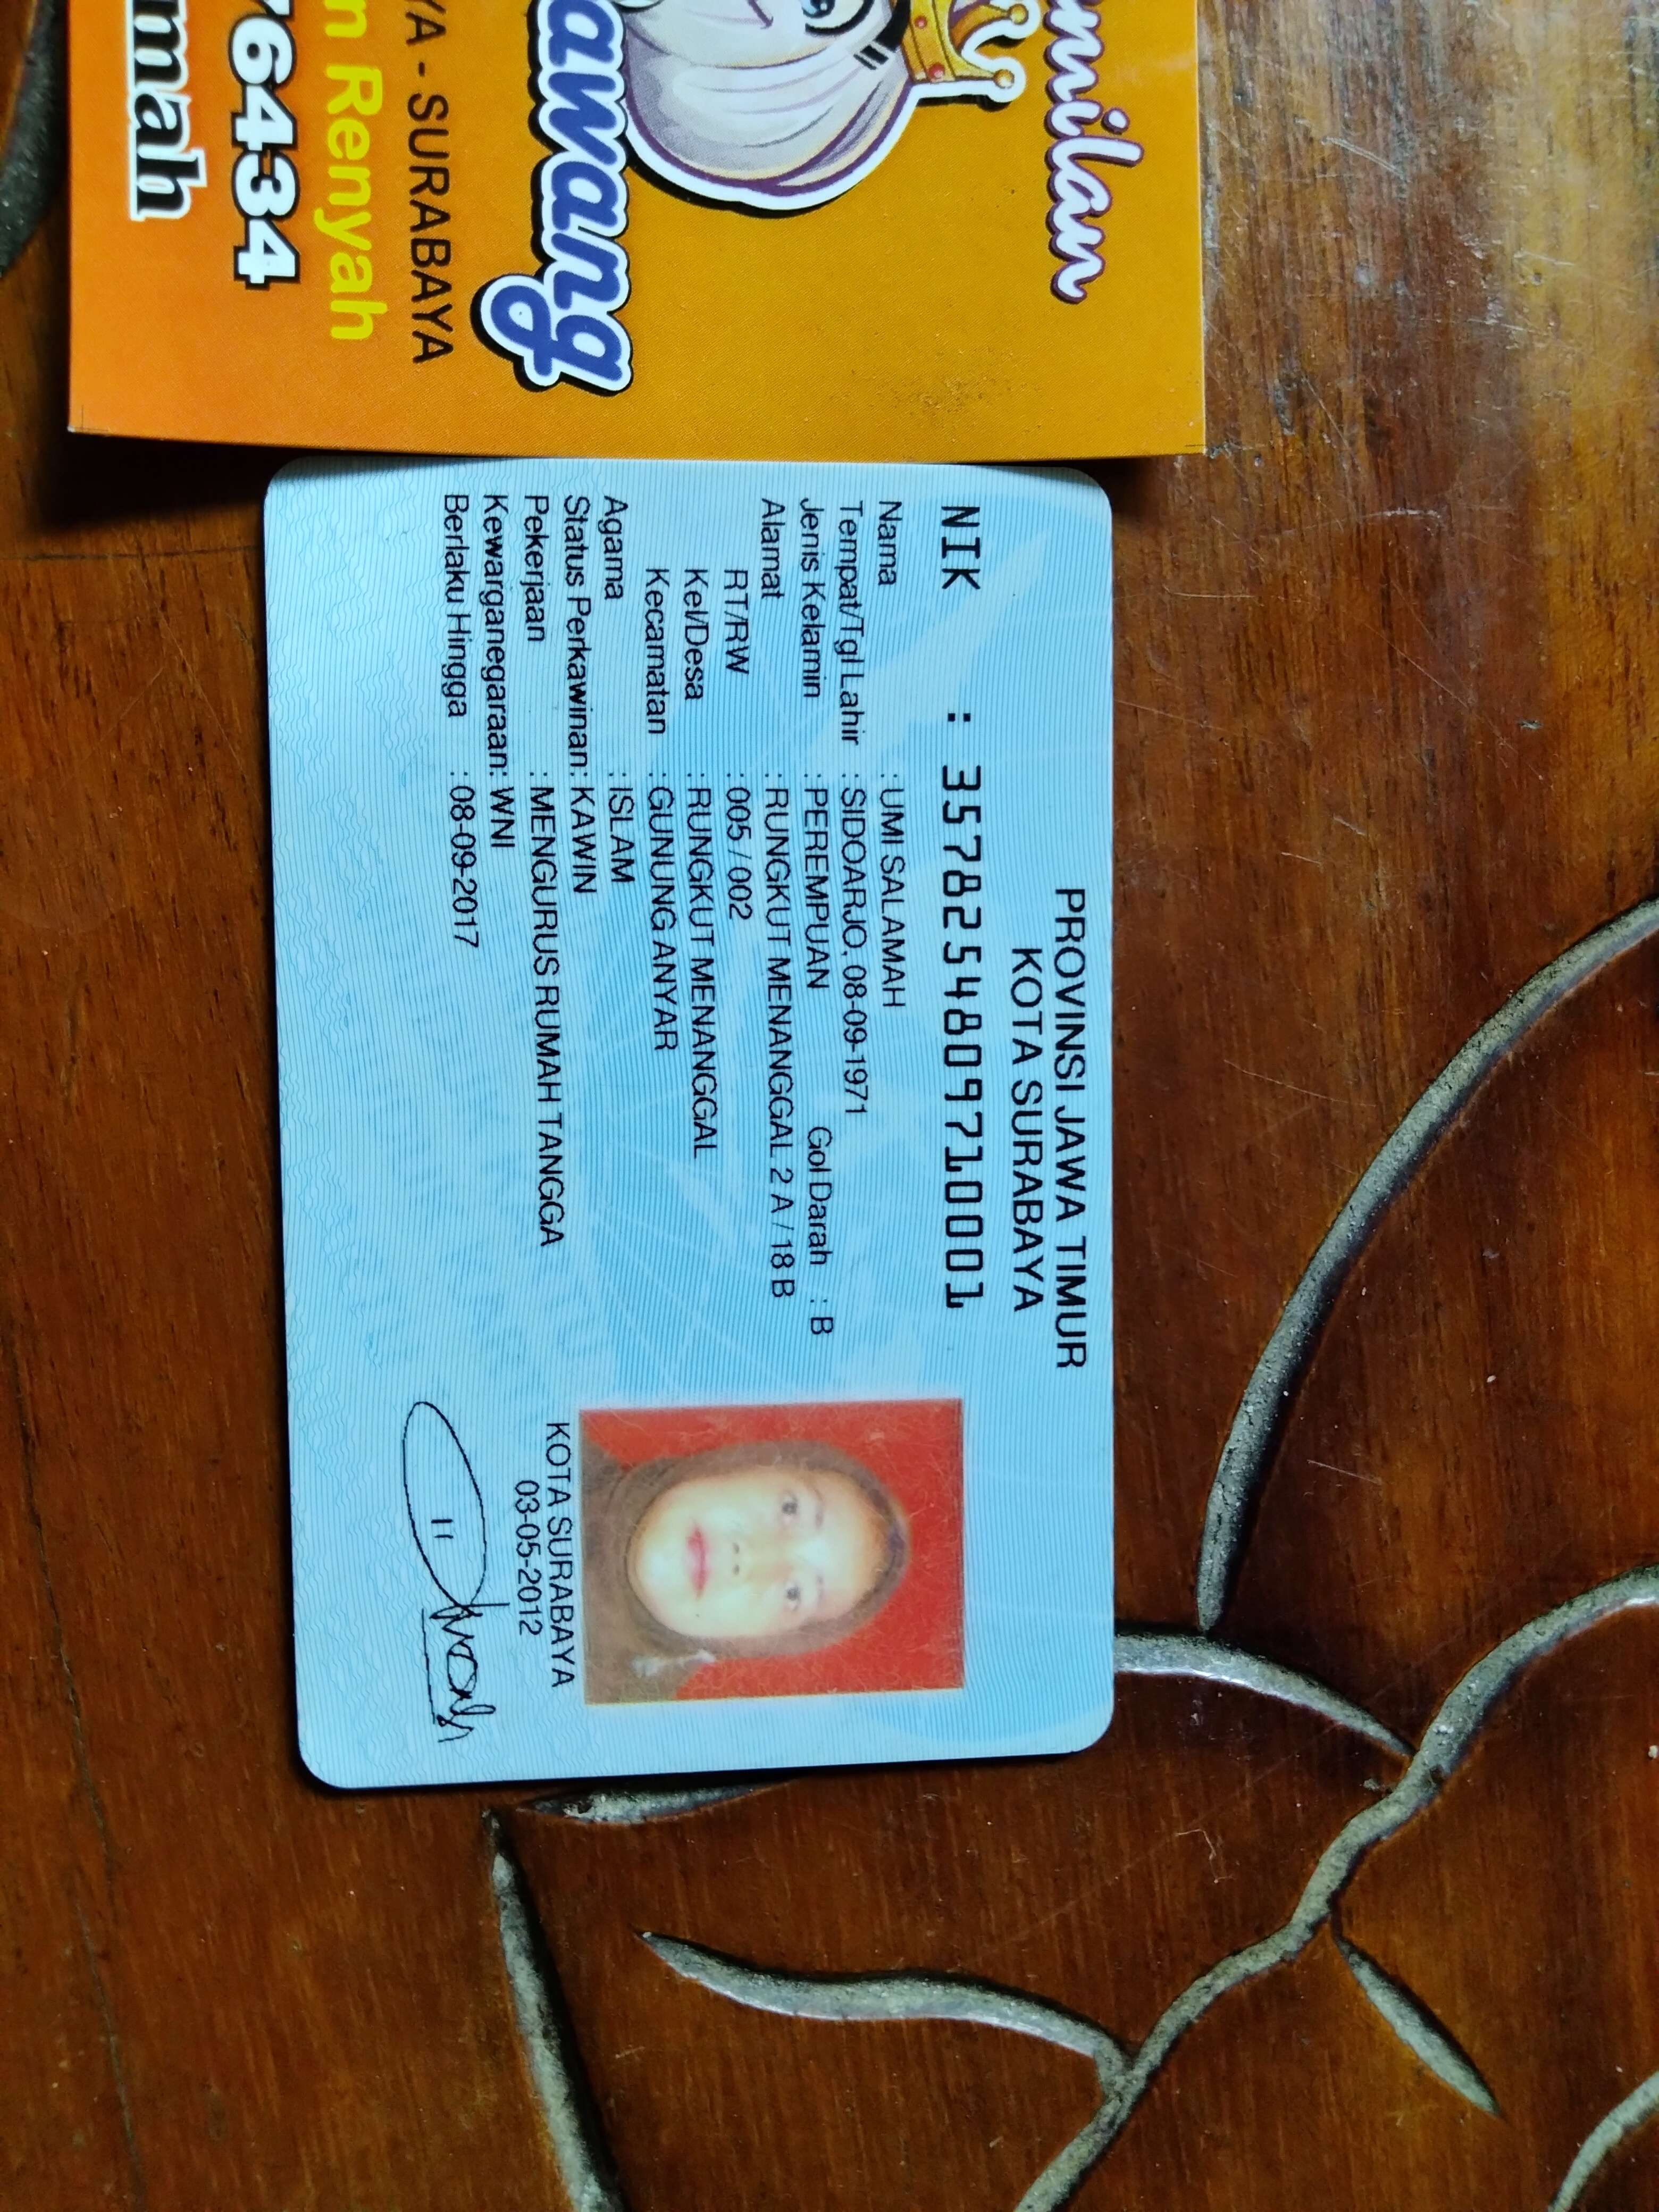 amilan
awang
YA - SURABAYA
n Renyah
76434
mah
PROVINSI JAWA TIMUR
KOTA SURABAYA
NIK : 3578254809710001
Nama : UMI SALAMAH
Tempat/Tgl Lahir : SIDOARJO, 08-09-1971
Jenis Kelamin : PEREMPUAN Gol Darah : B
Alamat : RUNGKUT MENANGGAL 2 A / 18 B
RT/RW : 005 / 002
Kel/Desa : RUNGKUT MENANGGAL
Kecamatan : GUNUNG ANYAR
Agama : ISLAM
Status Perkawinan: KAWIN
Pekerjaan : MENGURUS RUMAH TANGGA
Kewarganegaraan: WNI
Berlaku Hingga : 08-09-2017
KOTA SURABAYA
03-05-2012